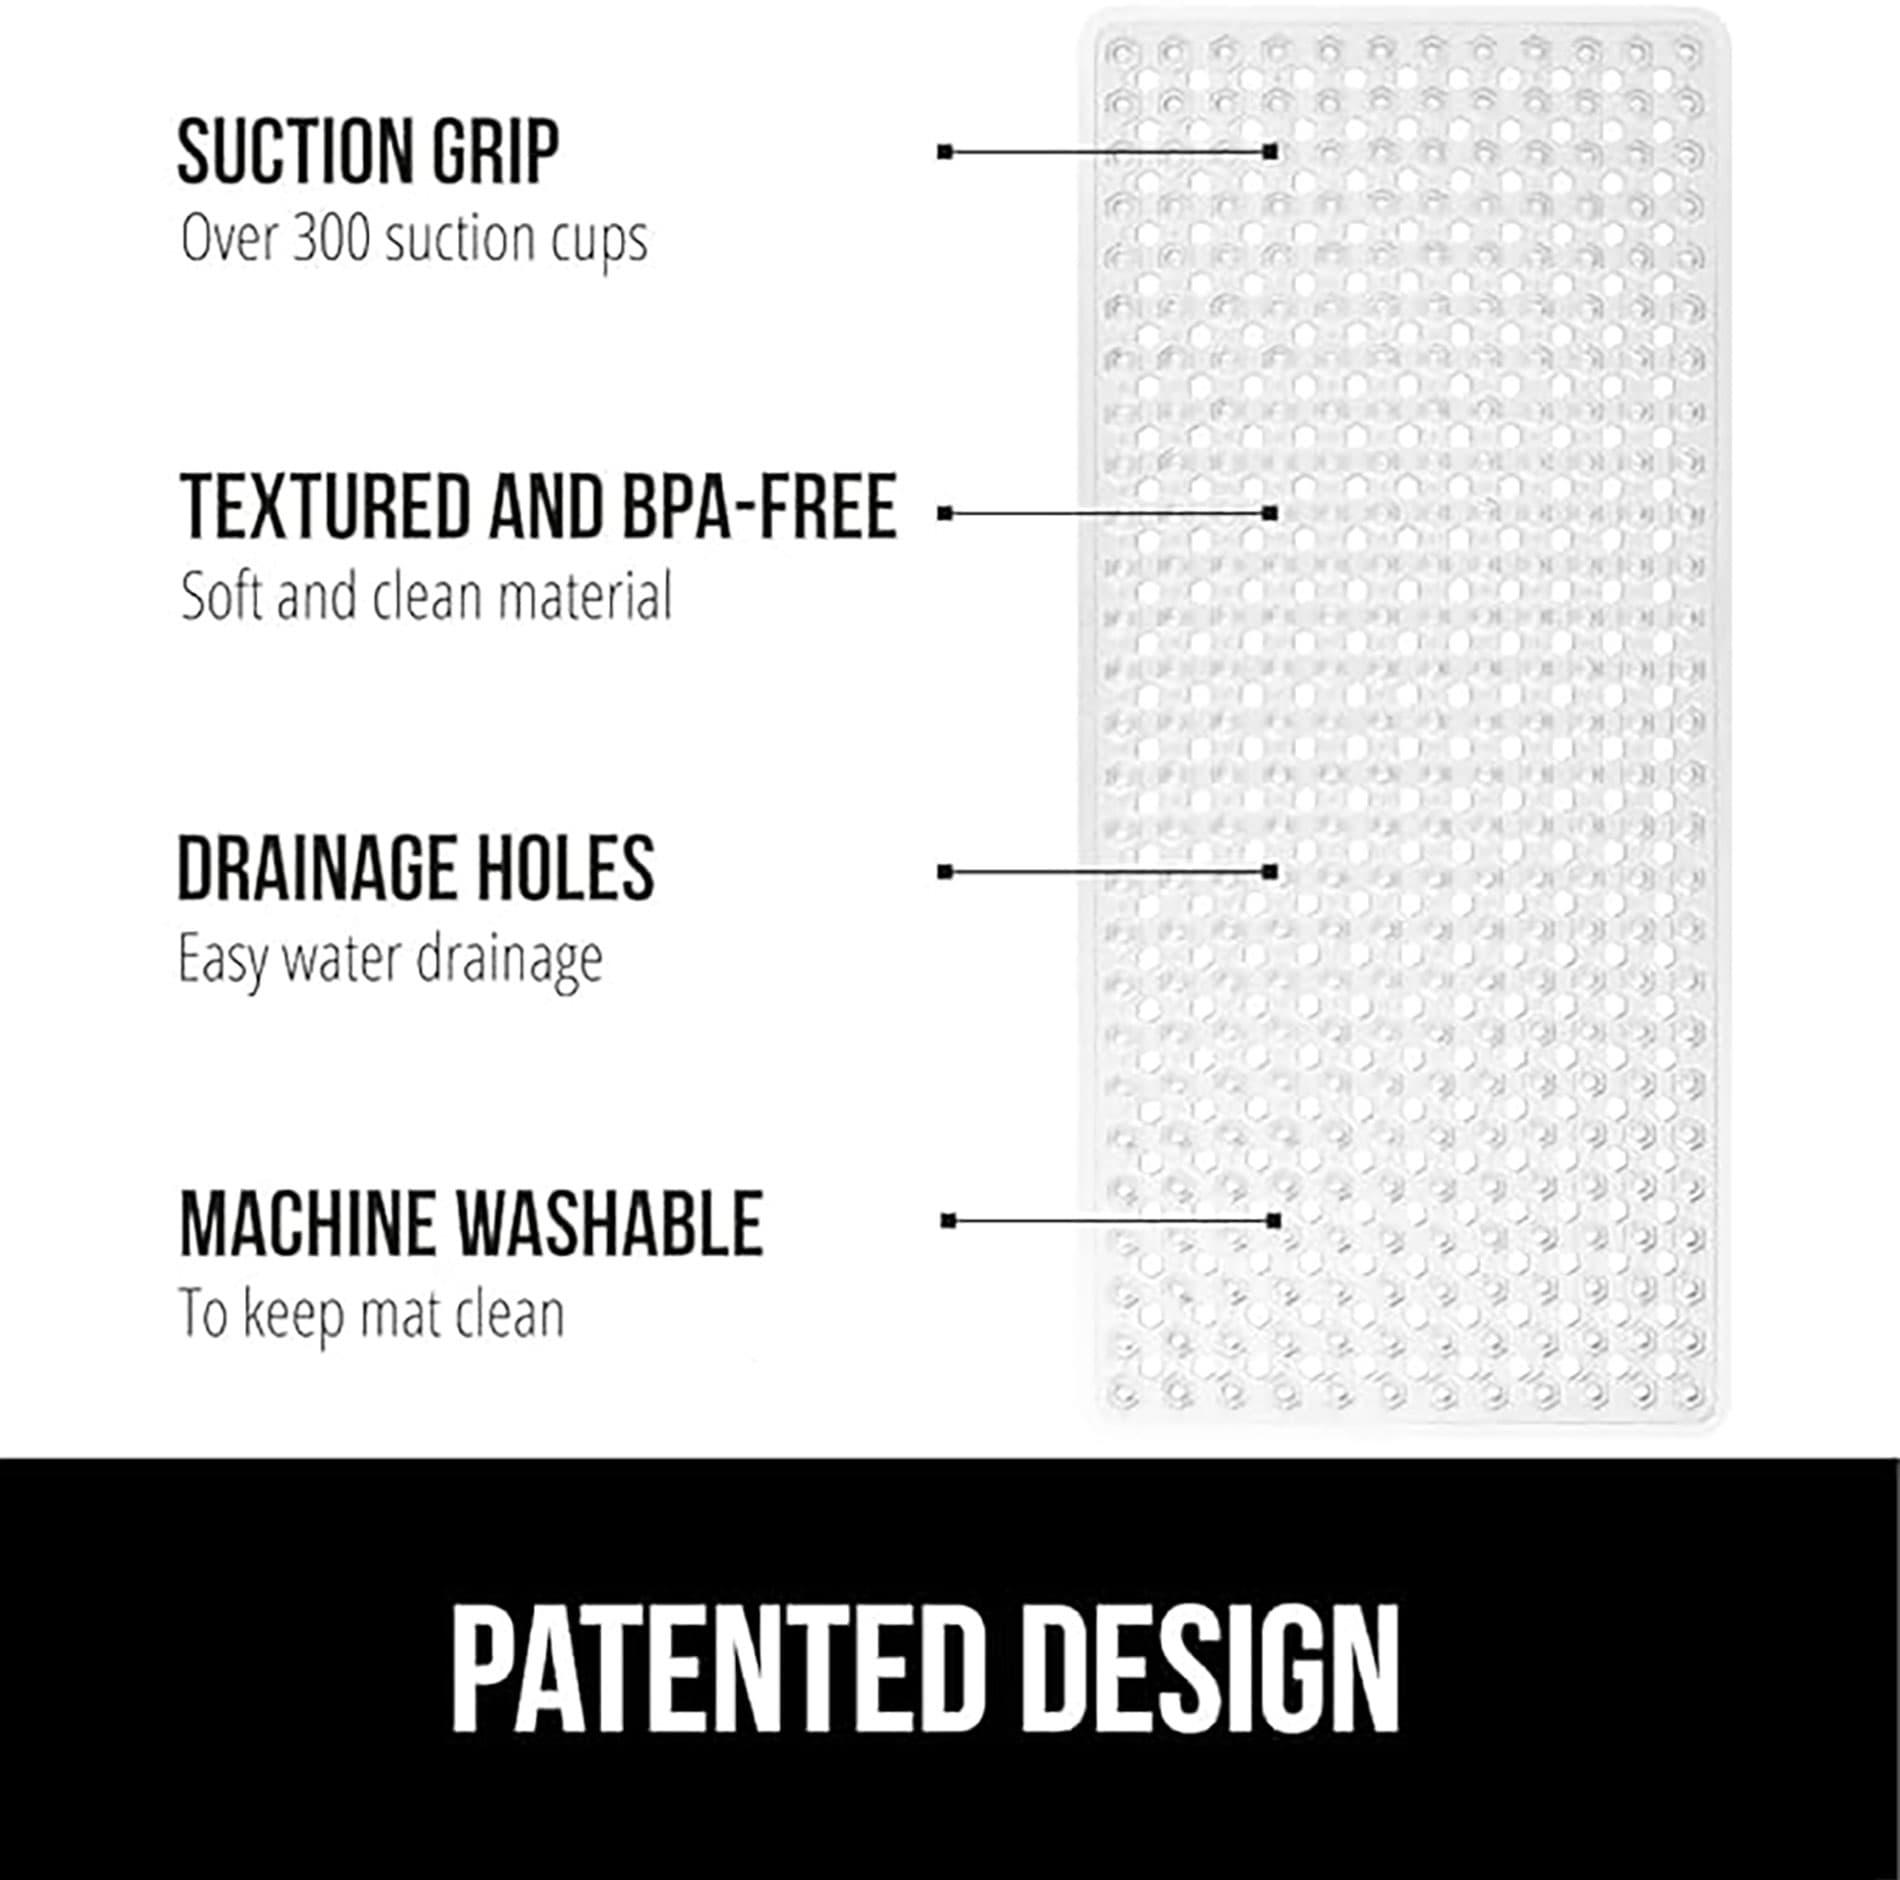 SUCTION GRIP
Over 300 suction cups
TEXTURED AND BPA-FREE
Soft and clean material
DRAINAGE HOLES
Easy water drainage
MACHINE WASHABLE
To keep mat clean
PATENTED DESIGN